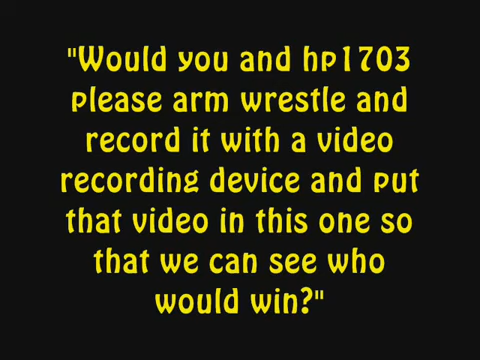 "Would you and hp1703
please arm wrestle and
record it with a video
recording device and put
that video in this one so
that we can see who
would win?"